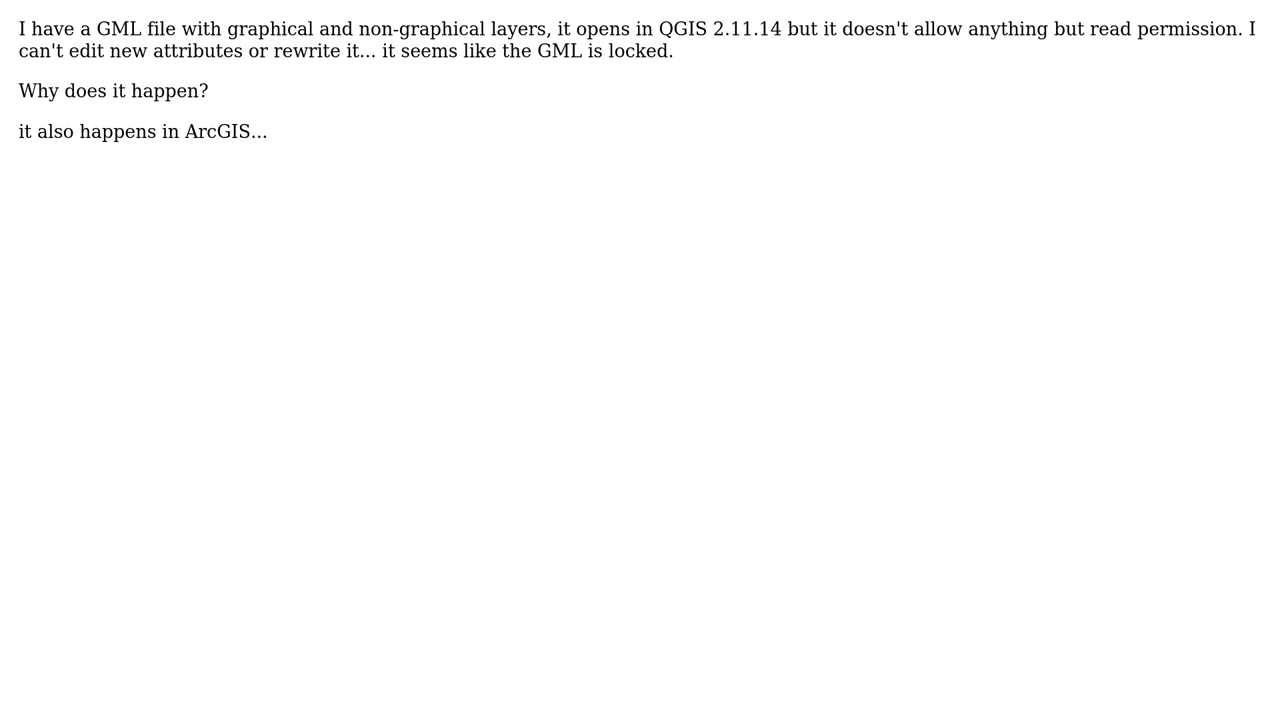 I have a GML file with graphical and non-graphical layers, it opens in QGIS 2.11.14 but it doesn't allow anything but read permission. I
can't edit new attributes or rewrite it... it seems like the GML is locked.
Why does it happen?
it also happens in ArcGIS...